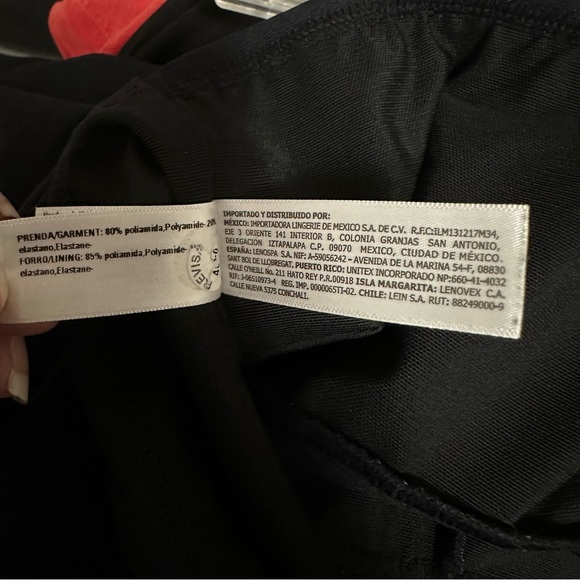 PRENDA/GARMENT: 80% poliamida,Polyamide- 20%
elastano,Elastane-
FORRO/LINING: 85% poliamida,Polyamide-
elastano,Elastane-
REVIS
IMPORTADO Y DISTRIBUIDO POR:
MÉXICO: IMPORTADORA LINGERIE DE MEXICO S.A. DE C.V. R.F.C:ILM131217M34,
EJE 3 ORIENTE 141 INTERIOR B, COLONIA GRANJAS SAN ANTONIO,
DELEGACIÓN IZTAPALAPA C.P. 09070 MEXICO, CIUDAD DE MÉXICO.
ESPAÑA: LENOSPA S.A. NIF: A-59056242 – AVENIDA DE LA MARINA 54-F, 08830
SANT BOI DE LLOBREGAT, PUERTO RICO: UNITEX INCORPORADO NP:660-41-4032
CALLE O'NEILL No. 211 HATO REY P.R.00918 ISLA MARGARITA: LENOVEX C.A.
RIF: J-06510973-4 REG. IMP. 0000065TI-02. CHILE: LEIN S.A. RUT: 88249000-9
CALLE NUEVA 5375 CONCHALI.